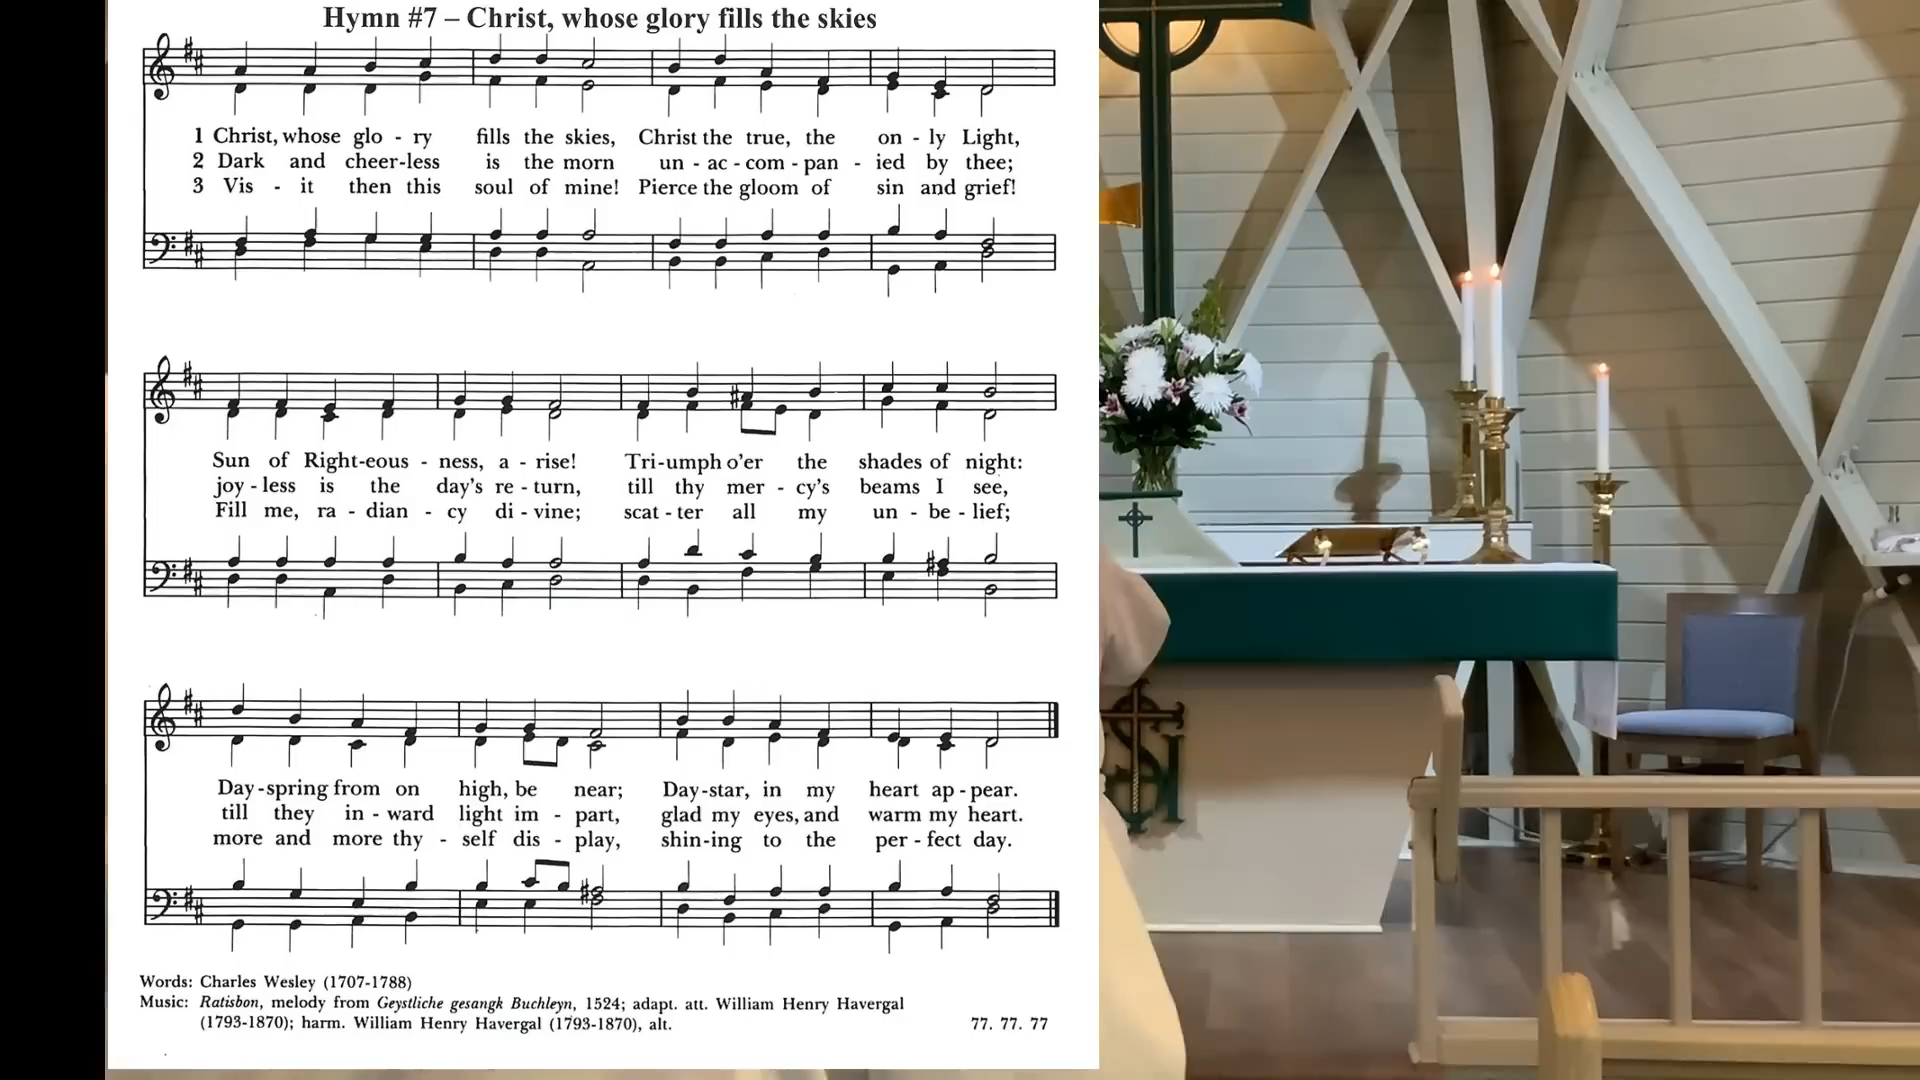 Hymn #7 – Christ, whose glory fills the skies
1 Christ, whose glo - ry fills the skies, Christ the true, the on - ly Light,
2 Dark and cheer-less is the morn un - ac - com - pan - ied by thee;
3 Vis - it then this soul of mine! Pierce the gloom of sin and grief!
Sun of Right-eous - ness, a - rise! Tri-umph o'er the shades of night:
joy - less is the day's re - turn, till thy mer - cy's beams I see,
Fill me, ra - dian - cy di - vine; scat - ter all my un - be - lief;
Day-spring from on high, be near; Day-star, in my heart ap - pear.
till they in - ward light im - part, glad my eyes, and warm my heart.
more and more thy - self dis - play, shin-ing to the per - fect day.
Words: Charles Wesley (1707-1788)
Music: Ratisbon, melody from Geystliche gesangk Buchleyn, 1524; adapt. att. William Henry Havergal
(1793-1870); harm. William Henry Havergal (1793-1870), alt. 77. 77. 77